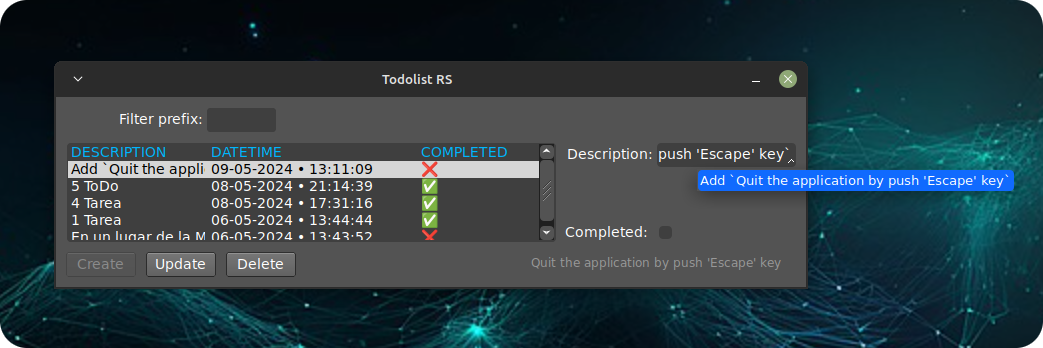 Todolist RS
Filter prefix:
DESCRIPTION DATETIME COMPLETED
Add `Quit the appli 09-05-2024 • 13:11:09 ❌
5 ToDo 08-05-2024 • 21:14:39 ✅
4 Tarea 08-05-2024 • 17:31:16 ✅
1 Tarea 06-05-2024 • 13:44:44 ✅
En un lugar de la M 06-05-2024 • 13:43:52 ❌
Description: push 'Escape' key`
Add `Quit the application by push 'Escape' key`
Completed:
Create Update Delete
Quit the application by push 'Escape' key